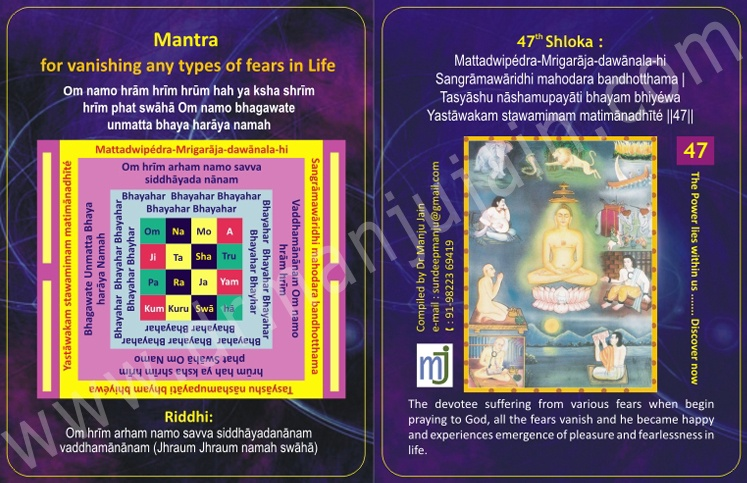 Mantra
for vanishing any types of fears in Life
Om namo hrām hrīm hrūm hah ya ksha shrīm
hrīm phat swāhā Om namo bhagawate
unmatta bhaya harāya namah
Mattadwipédra-Mrigarāja-dawānala-hi
Sangrāmawāridhi mahodara bandhotthama
Tasyāshu nāshamupayāti bhyam bhiyéwa
Yastāwakam stawamimam matimānadhīté
Om hrīm arham namo savva
siddhāyada nānam
Vaddhamānānam Om namo
hrām hrīm
hrūm hah ya ksha shrīm hrīm
phat Swāhā Om Namo
Bhagawate Unmatta Bhaya
harāya Namah
Bhayahar Bhayahar Bhayahar
Bhayahar Bhayahar
Bhayahar Bhayahar Bhayahar
Bhayahar Bhayahar
Bhayahar Bhayahar Bhayahar
Bhayahar Bhayahar
Bhayahar Bhayahar Bhayahar
Bhayahar Bhayhar
Om Na Mo A
Ji Ta Sha Tru
Pa Ra Ja Yam
Kum Kuru Swā Hā
Riddhi:
Om hrīm arham namo savva siddhāyadanānam
vaddhamānānam (Jhraum Jhraum namah swāhā)
47th Shloka :
Mattadwipédra-Mrigarāja-dawānala-hi
Sangrāmawāridhi mahodara bandhotthama |
Tasyāshu nāshamupayāti bhayam bhiyéwa
Yastāwakam stawamimam matimānadhīté ||47||
47
The Power lies within us ....... Discover now
Compiled by Dr Manju Jain
e-mail : sundeepmanju@gmail.com
t : 91-98223 69419
mj
The devotee suffering from various fears when begin
praying to God, all the fears vanish and he became happy
and experiences emergence of pleasure and fearlessness in
life.
www.drmanjujain.com